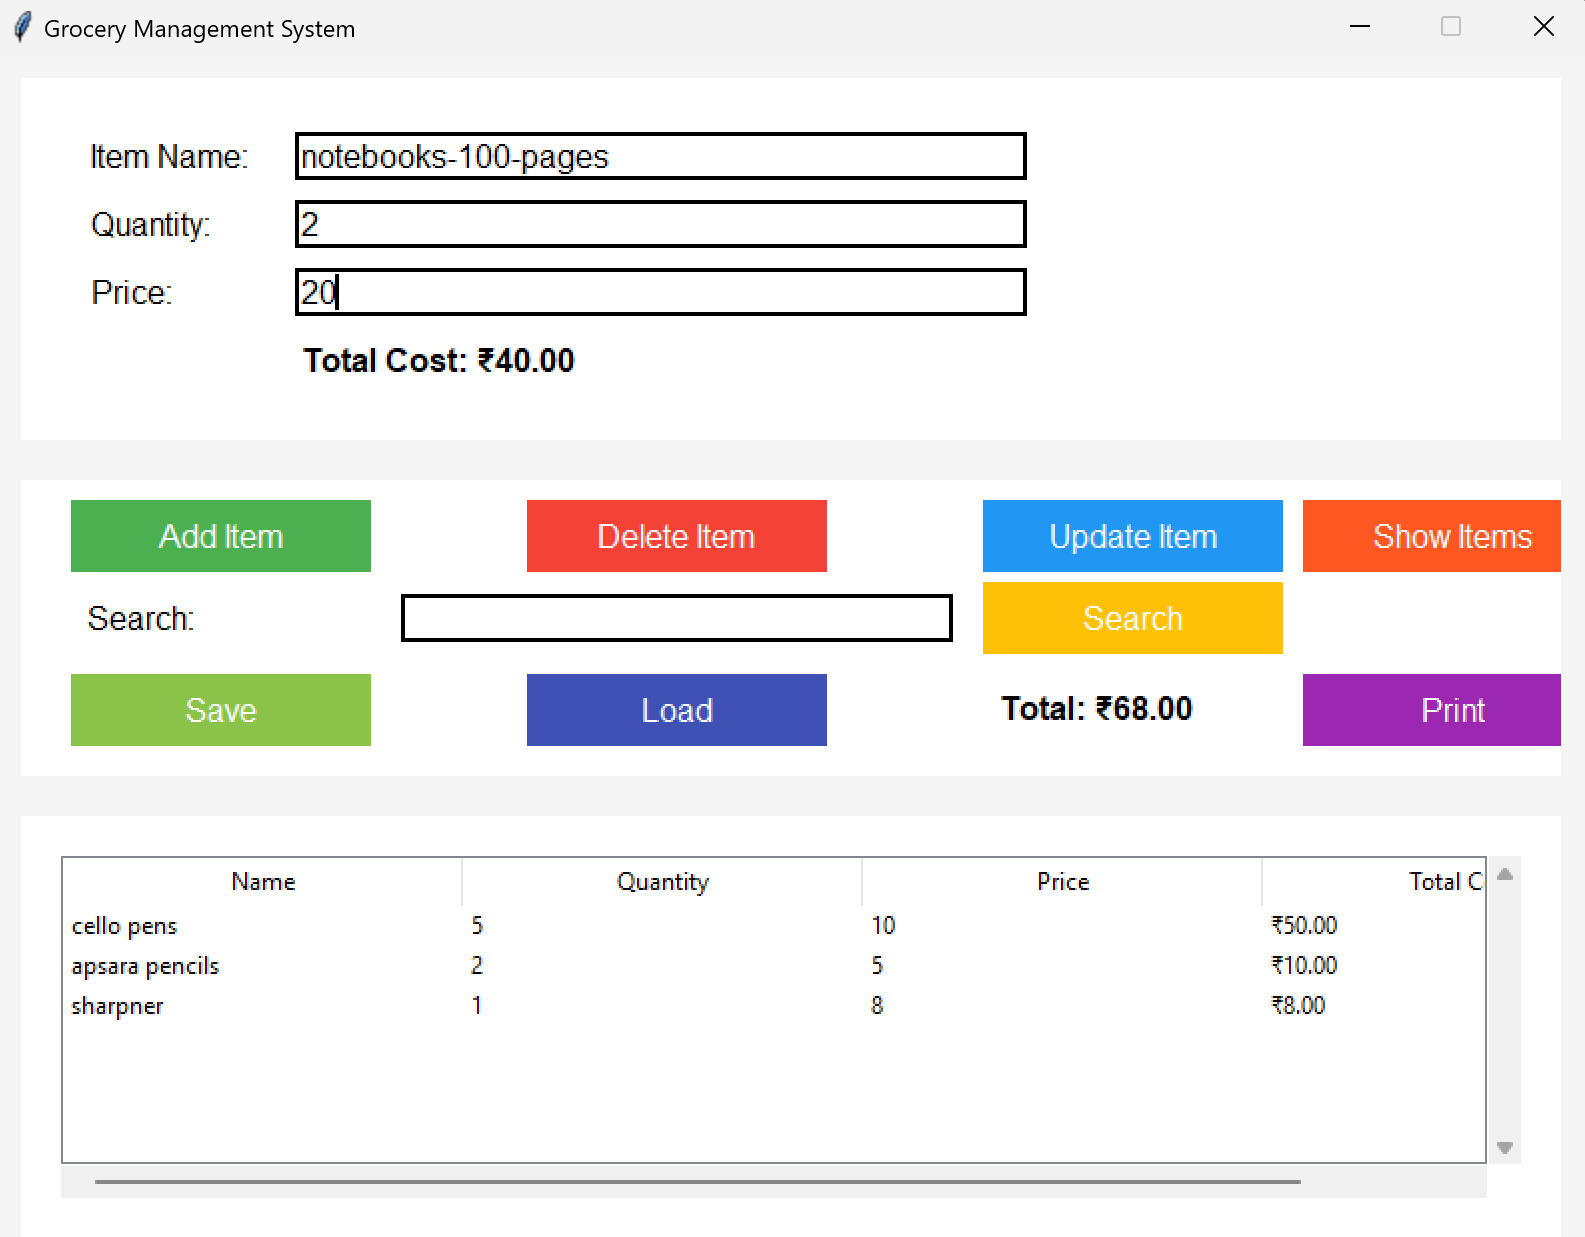 Grocery Management System
Item Name: notebooks-100-pages
Quantity: 2
Price: 20
Total Cost: ₹40.00
Add Item Delete Item Update Item Show Items
Search: Search
Save Load Total: ₹68.00 Print
Name Quantity Price Total C
cello pens 5 10 ₹50.00
apsara pencils 2 5 ₹10.00
sharpner 1 8 ₹8.00